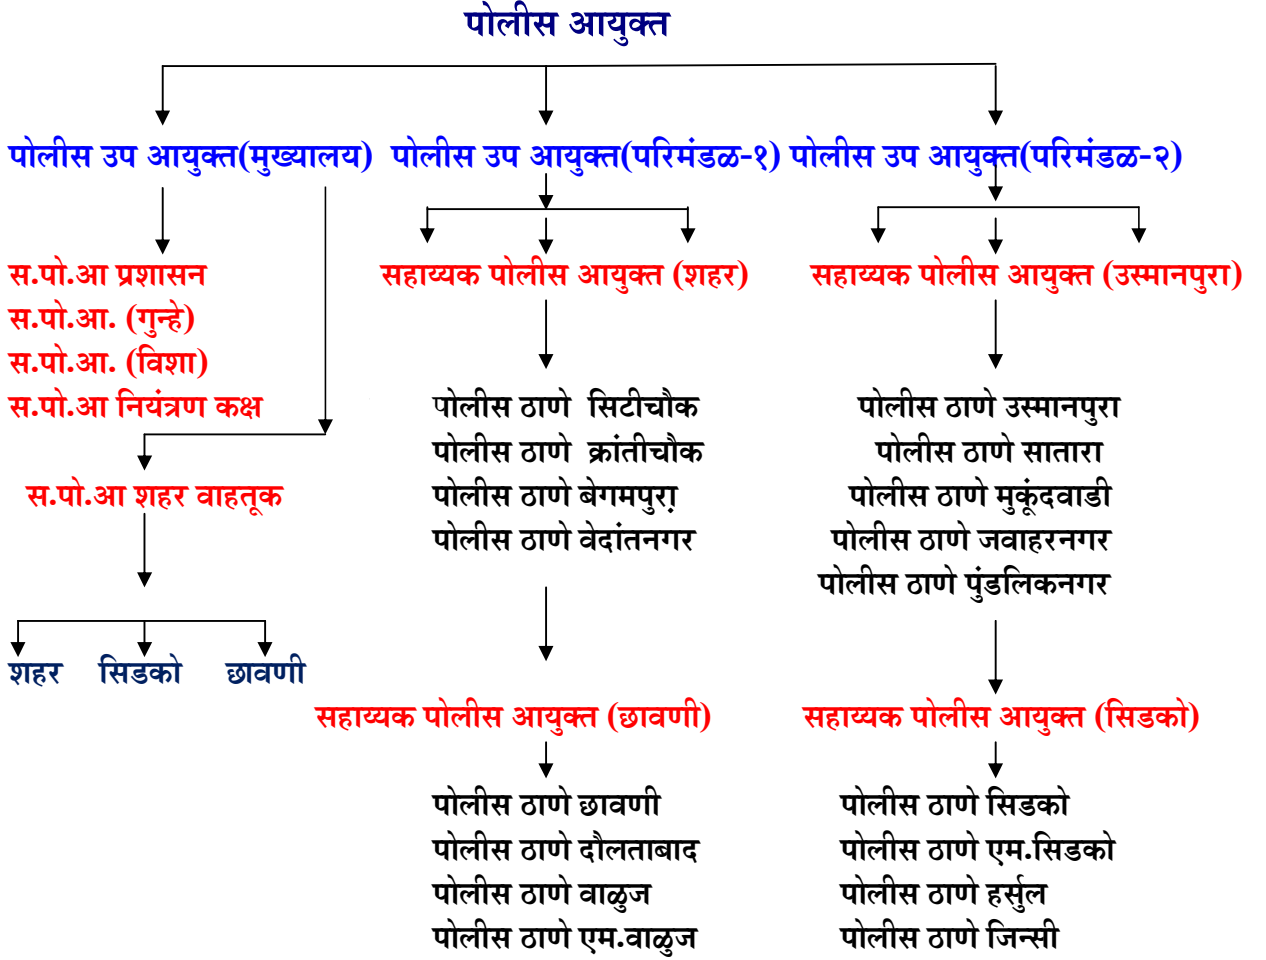 पोलीस आयुक्त
पोलीस उप आयुक्त(मुख्यालय) पोलीस उप आयुक्त(परिमंडळ-१) पोलीस उप आयुक्त(परिमंडळ-२)
स.पो.आ प्रशासन
स.पो.आ. (गुन्हे)
स.पो.आ. (विशा)
स.पो.आ नियंत्रण कक्ष
स.पो.आ शहर वाहतूक
शहर सिडको छावणी
सहाय्यक पोलीस आयुक्त (शहर)
पोलीस ठाणे सिटीचौक
पोलीस ठाणे क्रांतीचौक
पोलीस ठाणे बेगमपुरा़
पोलीस ठाणे वेदांतनगर
सहाय्यक पोलीस आयुक्त (छावणी)
पोलीस ठाणे छावणी
पोलीस ठाणे दौलताबाद
पोलीस ठाणे वाळुज
पोलीस ठाणे एम.वाळुज
सहाय्यक पोलीस आयुक्त (उस्मानपुरा)
पोलीस ठाणे उस्मानपुरा
पोलीस ठाणे सातारा
पोलीस ठाणे मुकूंदवाडी
पोलीस ठाणे जवाहरनगर
पोलीस ठाणे पुंडलिकनगर
सहाय्यक पोलीस आयुक्त (सिडको)
पोलीस ठाणे सिडको
पोलीस ठाणे एम.सिडको
पोलीस ठाणे हर्सुल
पोलीस ठाणे जिन्सी